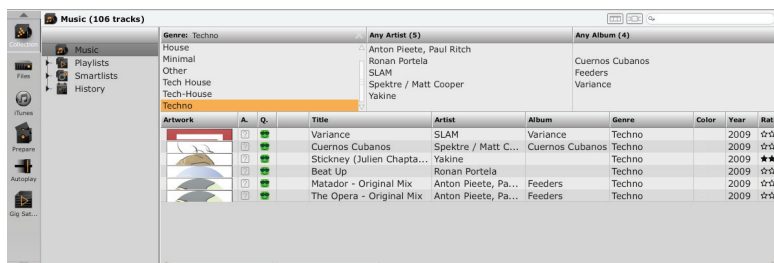 Music (106 tracks)
Collection
Files
iTunes
Prepare
Autoplay
Gig Sat...
Music
Playlists
Smartlists
History
Genre: Techno
House
Minimal
Other
Tech House
Tech-House
Techno
Any Artist (5)
Anton Pieete, Paul Ritch
Ronan Portela
SLAM
Spektre / Matt Cooper
Yakine
Any Album (4)
Cuernos Cubanos
Feeders
Variance
Artwork A. Q. Title Artist Album Genre Color Year Rat
? Variance SLAM Variance Techno 2009
? Cuernos Cubanos Spektre / Matt C... Cuernos Cubanos Techno 2009
? Stickney (Julien Chapta... Yakine Techno 2009
? Beat Up Ronan Portela Techno 2009
? Matador - Original Mix Anton Pieete, Pa... Feeders Techno 2009
? The Opera - Original Mix Anton Pieete, Pa... Feeders Techno 2009